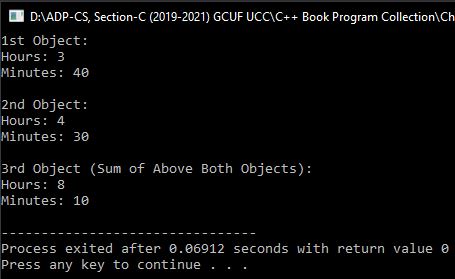 D:\ADP-CS, Section-C (2019-2021) GCUF UCC\C++ Book Program Collection\Ch
1st Object:
Hours: 3
Minutes: 40
2nd Object:
Hours: 4
Minutes: 30
3rd Object (Sum of Above Both Objects):
Hours: 8
Minutes: 10
--------------------------------
Process exited after 0.06912 seconds with return value 0
Press any key to continue . . .